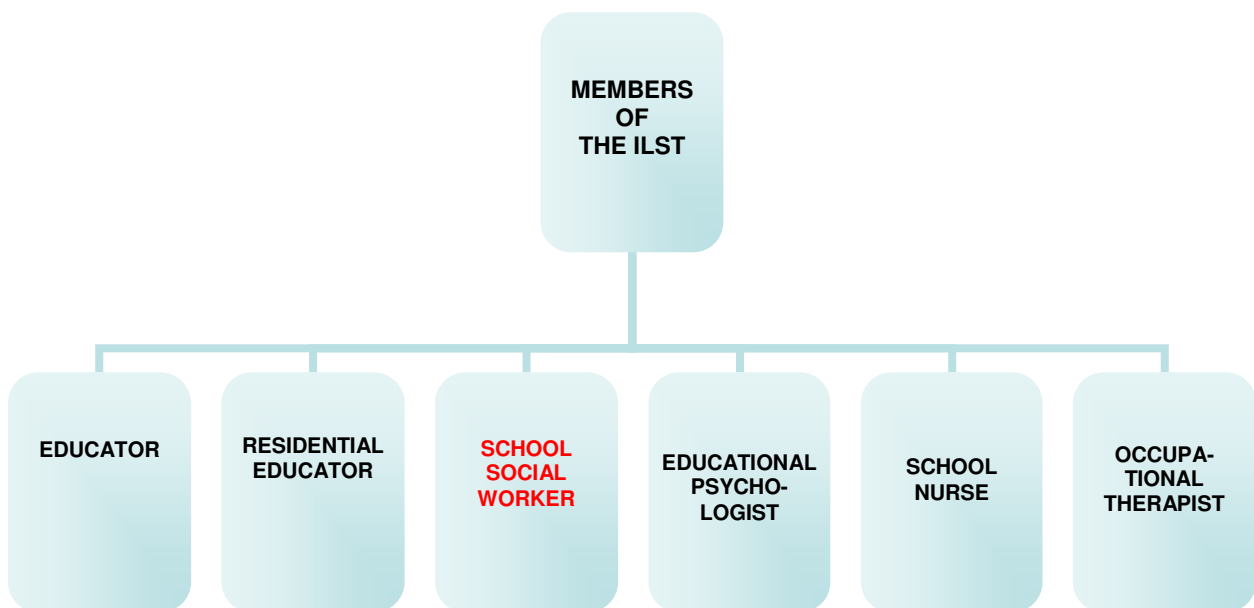 MEMBERS
OF
THE ILST
EDUCATOR
RESIDENTIAL
EDUCATOR
SCHOOL
SOCIAL
WORKER
EDUCATIONAL
PSYCHO-
LOGIST
SCHOOL
NURSE
OCCUPA-
TIONAL
THERAPIST